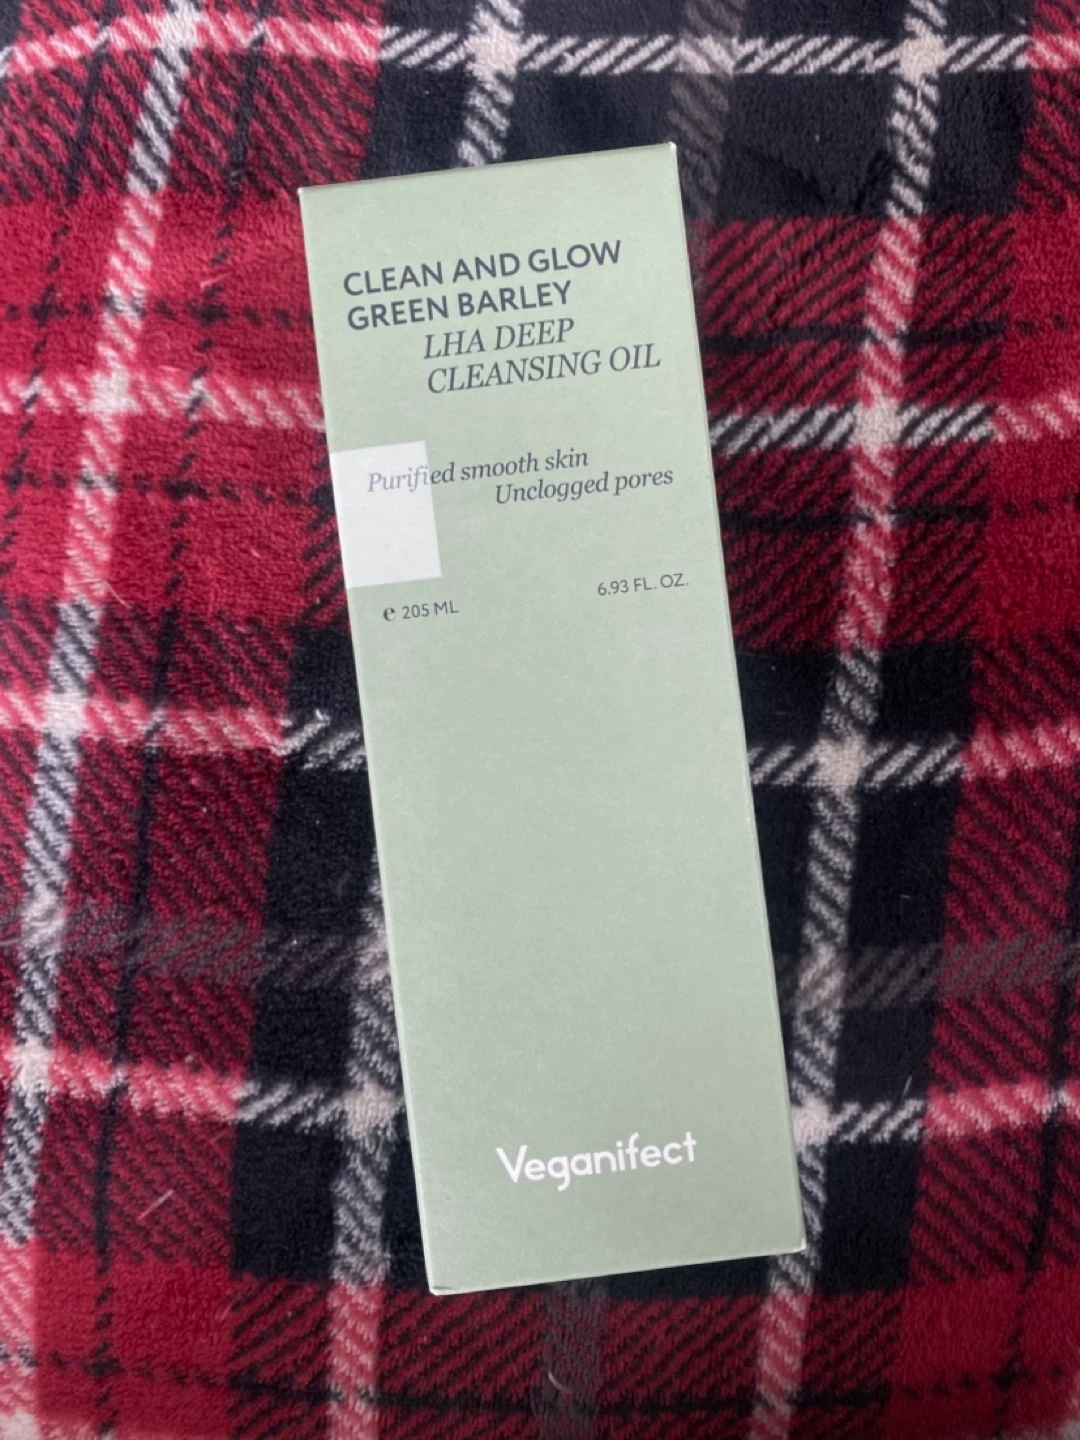 CLEAN AND GLOW
GREEN BARLEY
LHA DEEP
CLEANSING OIL
Purified smooth skin
Unclogged pores
℮ 205 ML
6.93 FL. OZ.
Veganifect